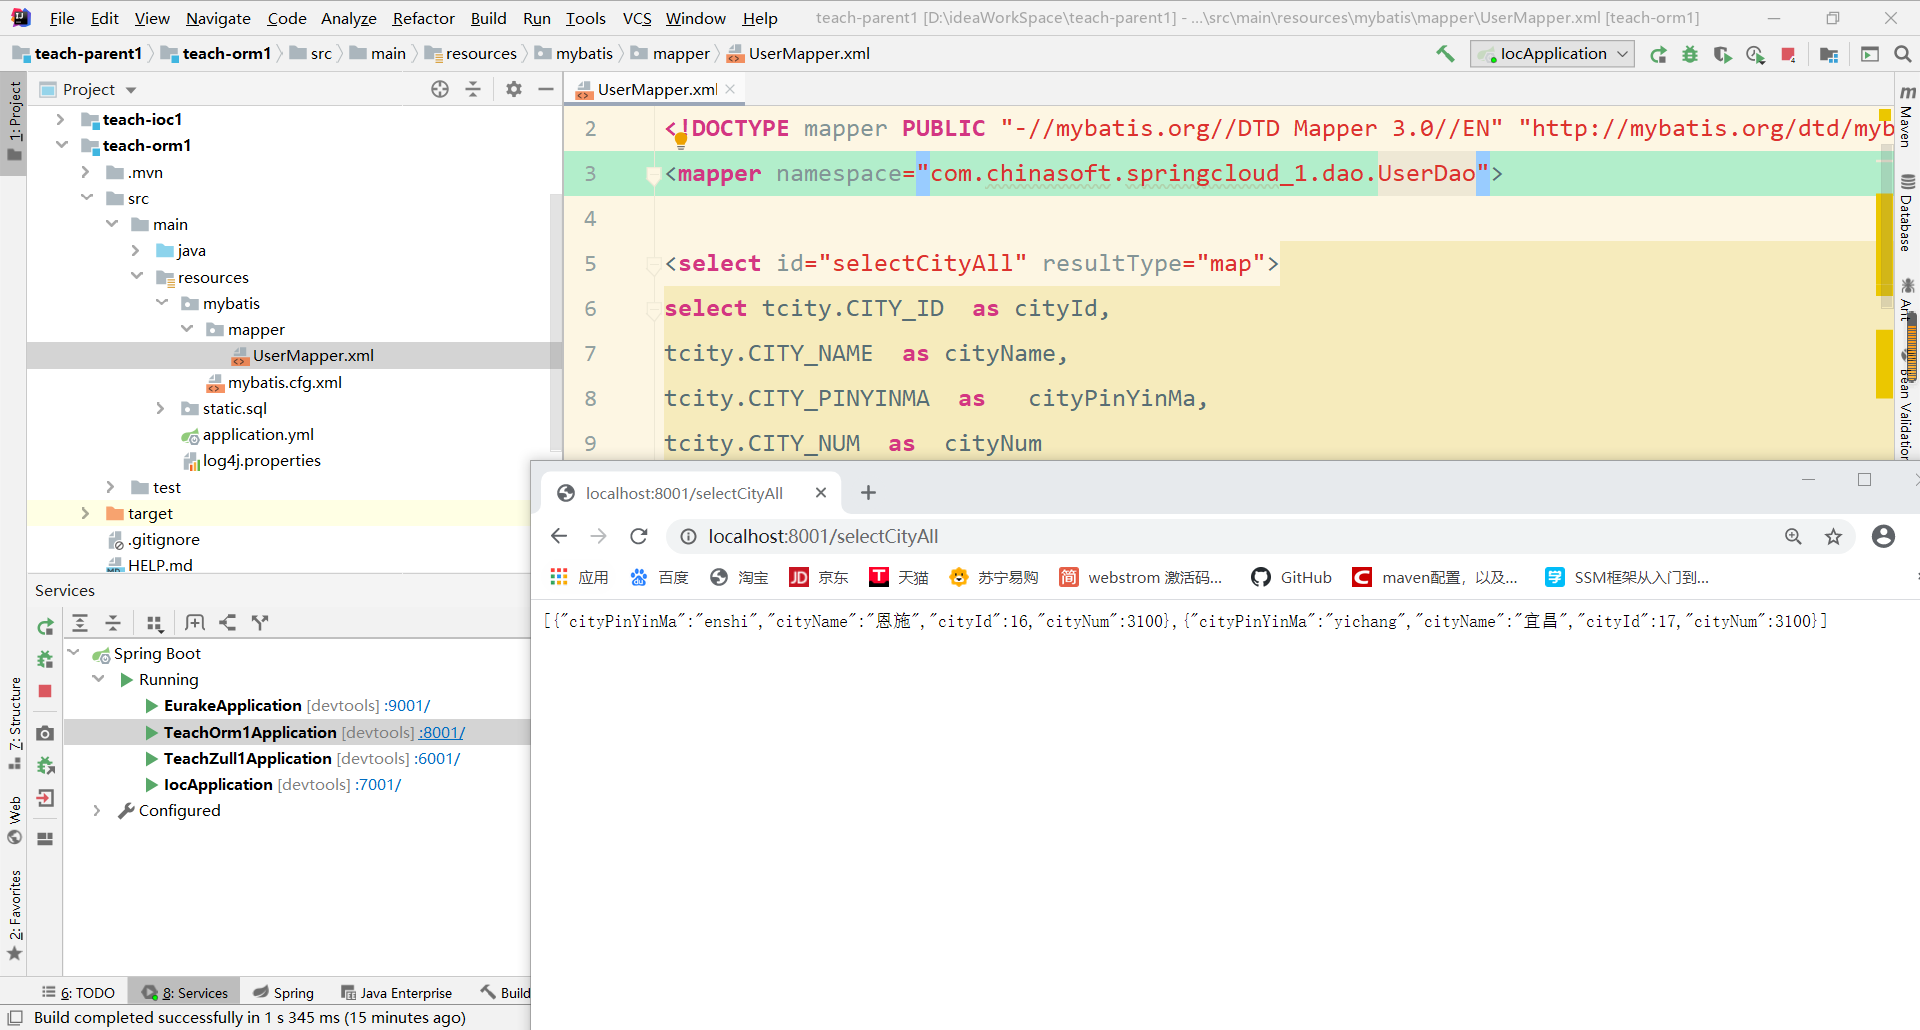 File Edit View Navigate Code Analyze Refactor Build Run Tools VCS Window Help teach-parent1 [D:\ideaWorkSpace\teach-parent1] - ...\src\main\resources\mybatis\mapper\UserMapper.xml [teach-orm1]
teach-parent1 teach-orm1 src main resources mybatis mapper UserMapper.xml IocApplication
Project
UserMapper.xml
1: Project
teach-ioc1
teach-orm1
.mvn
src
main
java
resources
mybatis
mapper
UserMapper.xml
mybatis.cfg.xml
static.sql
application.yml
log4j.properties
test
target
.gitignore
HELP.md
2 <!DOCTYPE mapper PUBLIC "-//mybatis.org//DTD Mapper 3.0//EN" "http://mybatis.org/dtd/myb
3 <mapper namespace="com.chinasoft.springcloud_1.dao.UserDao">
4
5 <select id="selectCityAll" resultType="map">
6 select tcity.CITY_ID  as cityId,
7 tcity.CITY_NAME  as cityName,
8 tcity.CITY_PINYINMA  as   cityPinYinMa,
9 tcity.CITY_NUM  as  cityNum
m Maven
Database
Ant
Bean Validation
localhost:8001/selectCityAll
localhost:8001/selectCityAll
应用 百度 淘宝 JD 京东 T 天猫 苏宁易购 简 webstrom 激活码... GitHub C maven配置，以及... 学 SSM框架从入门到...
[{"cityPinYinMa":"enshi","cityName":"恩施","cityId":16,"cityNum":3100},{"cityPinYinMa":"yichang","cityName":"宜昌","cityId":17,"cityNum":3100}]
Services
Spring Boot
Running
EurakeApplication [devtools] :9001/
TeachOrm1Application [devtools] :8001/
TeachZull1Application [devtools] :6001/
IocApplication [devtools] :7001/
Configured
7: Structure
Web
2: Favorites
6: TODO 8: Services Spring Java Enterprise Build
Build completed successfully in 1 s 345 ms (15 minutes ago)